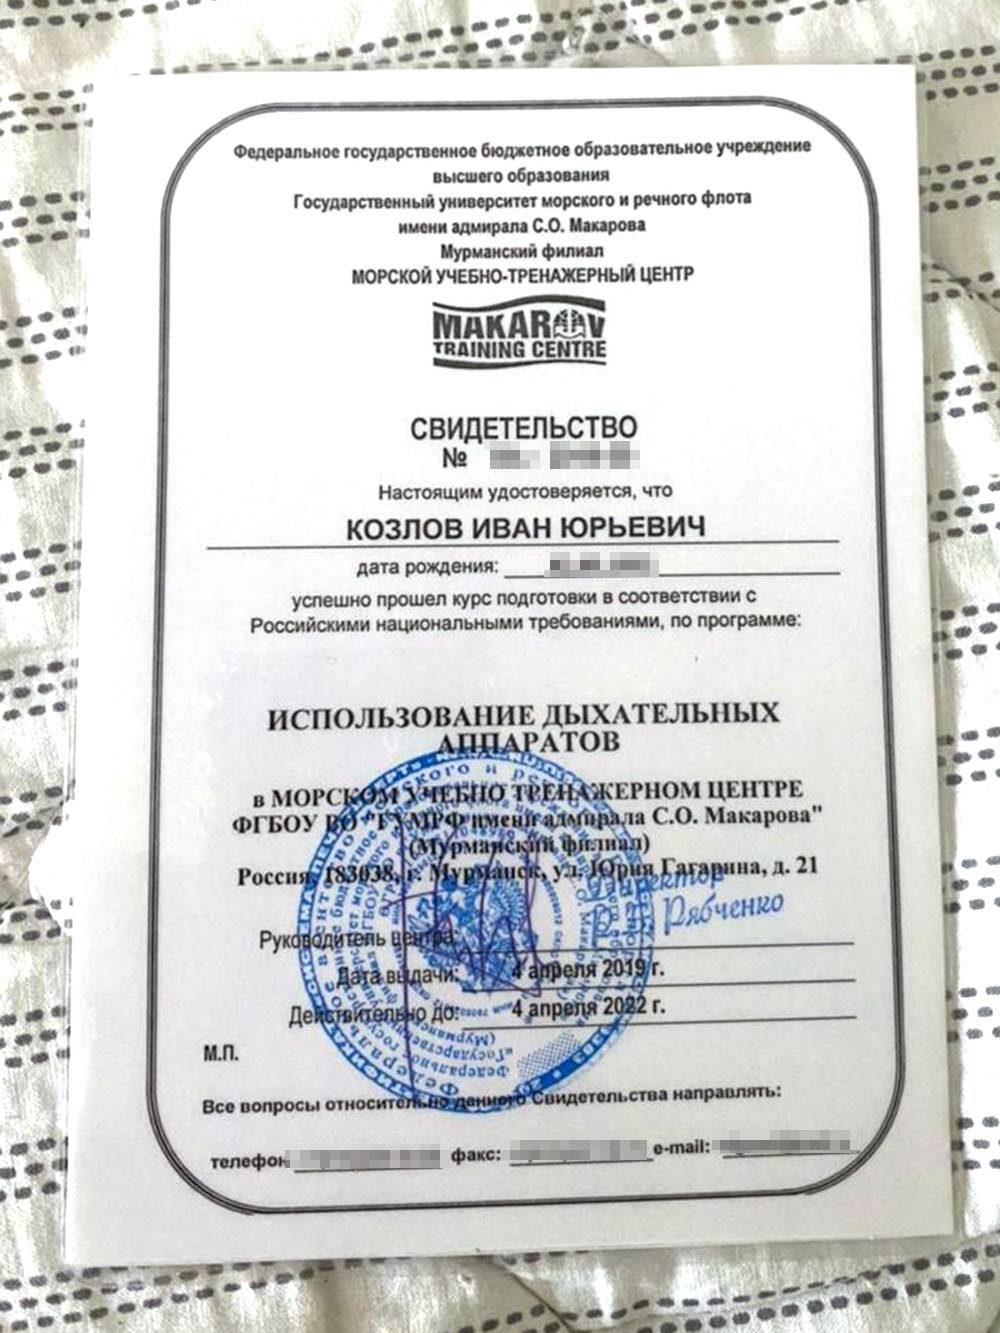 Федеральное государственное бюджетное образовательное учреждение
высшего образования
Государственный университет морского и речного флота
имени адмирала С.О. Макарова
Мурманский филиал
МОРСКОЙ УЧЕБНО-ТРЕНАЖЕРНЫЙ ЦЕНТР
MAKAROV
TRAINING CENTRE
СВИДЕТЕЛЬСТВО
№
Настоящим удостоверяется, что
КОЗЛОВ ИВАН ЮРЬЕВИЧ
дата рождения:
успешно прошел курс подготовки в соответствии с
Российскими национальными требованиями, по программе:
ИСПОЛЬЗОВАНИЕ ДЫХАТЕЛЬНЫХ
АППАРАТОВ
в МОРСКОМ УЧЕБНО ТРЕНАЖЕРНОМ ЦЕНТРЕ
ФГБОУ ВО "ГУМРФ имени адмирала С.О. Макарова"
(Мурманский филиал)
Россия, 183038, г. Мурманск, ул. Юрия Гагарина, д. 21
Директор
Рябченко
Руководитель центра:
Дата выдачи: 4 апреля 2019 г.
Действительно до: 4 апреля 2022 г.
М.П.
Все вопросы относительно данного Свидетельства направлять:
телефон факс: e-mail: